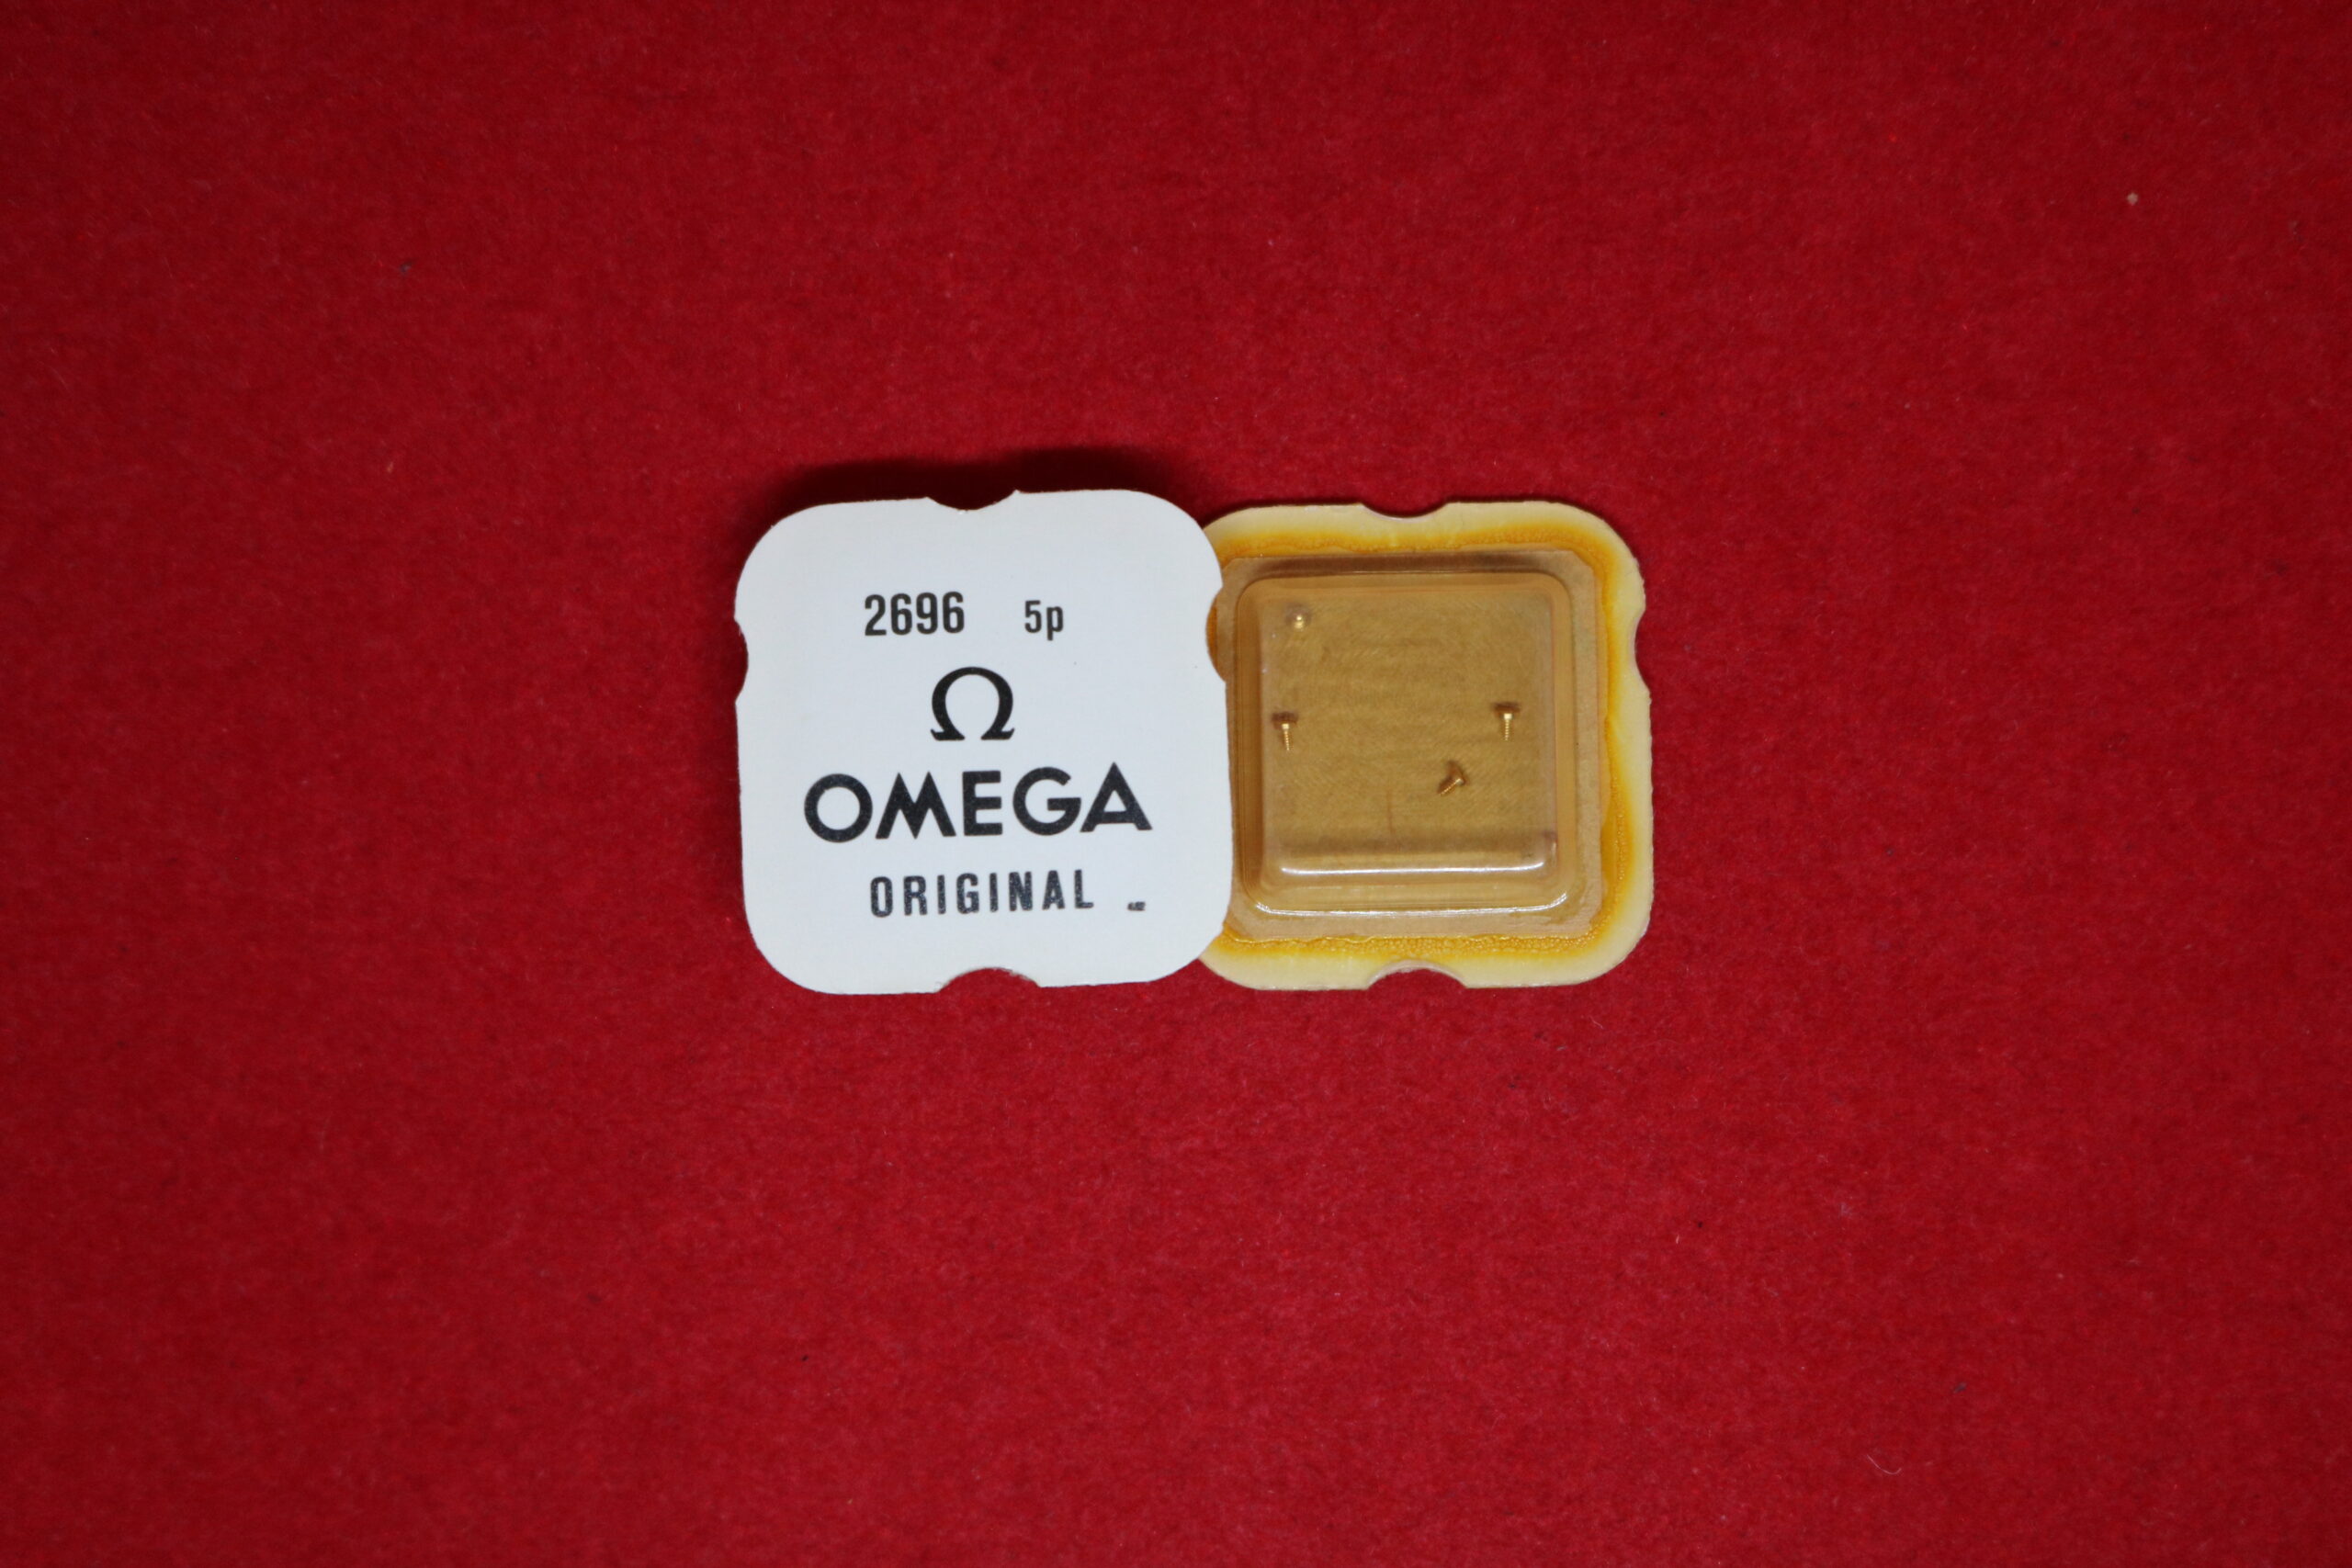 2696 5p
Ω
OMEGA
ORIGINAL